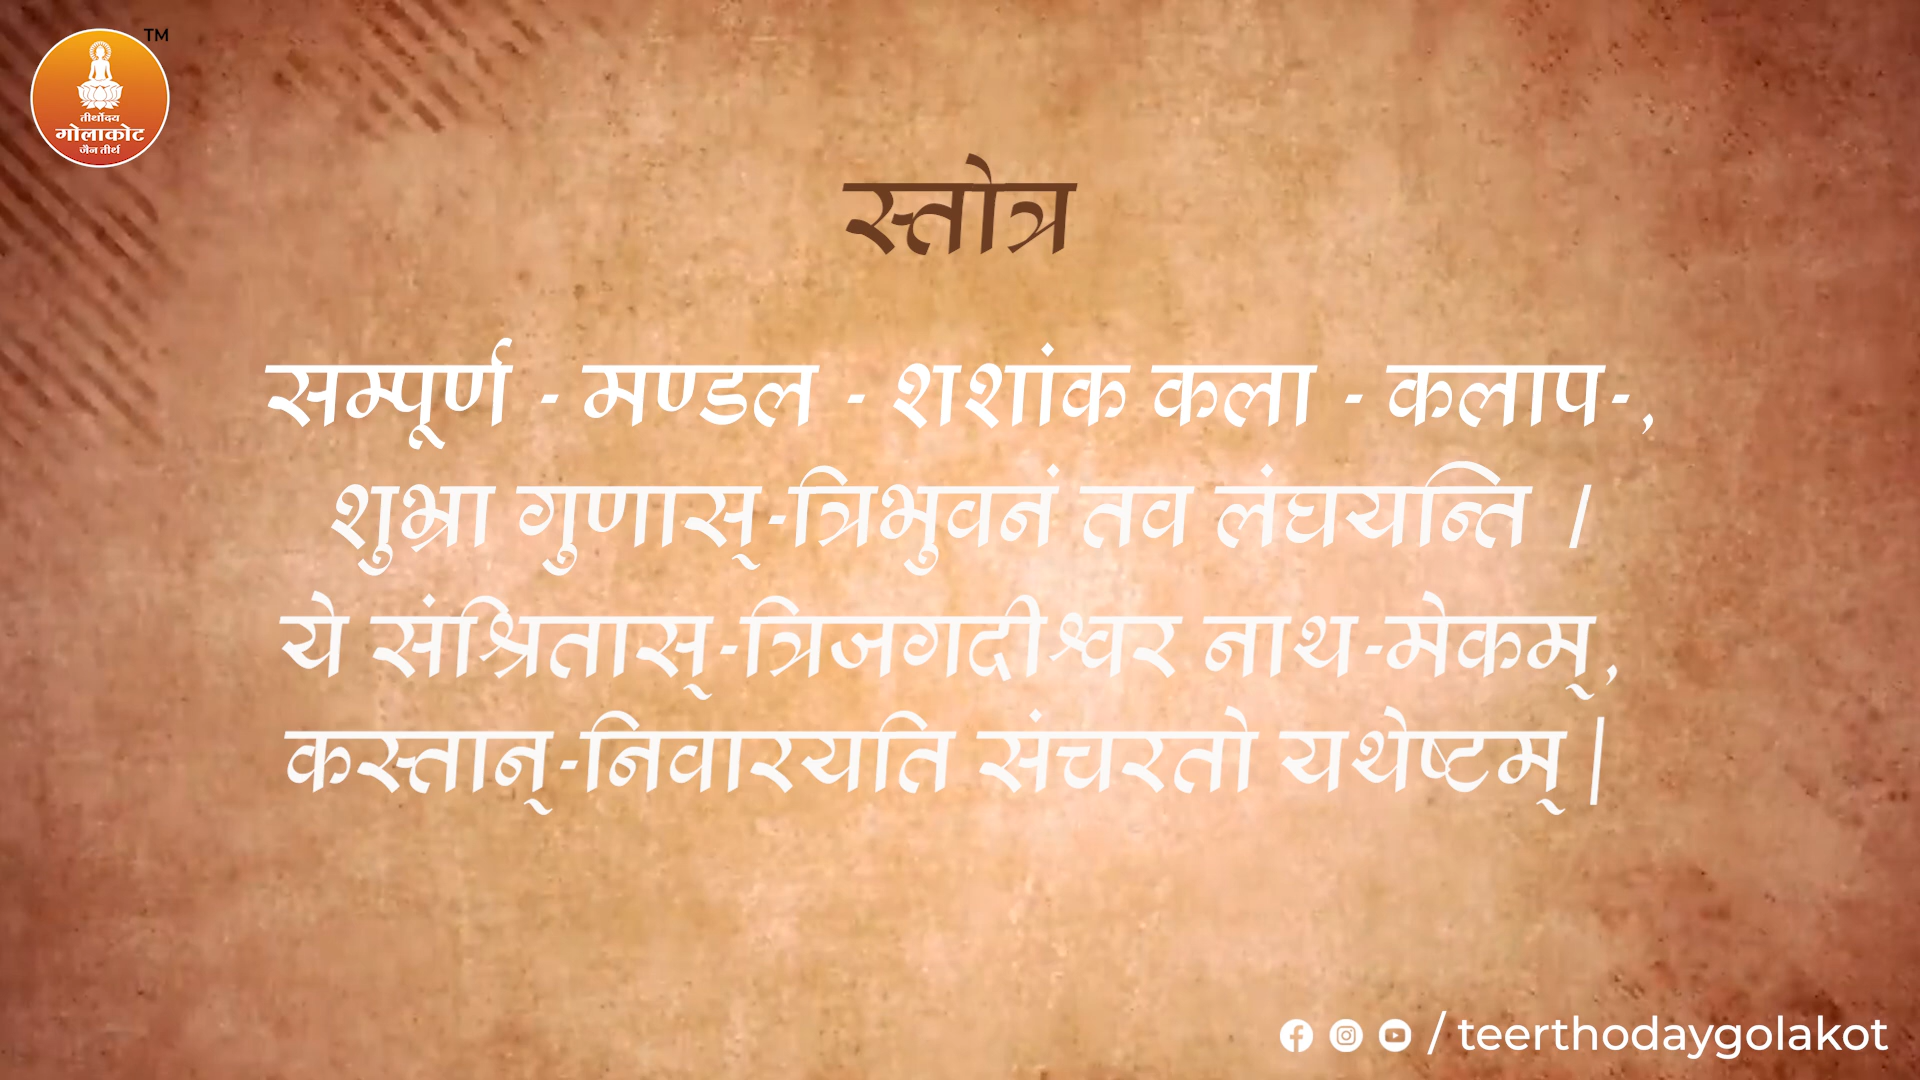 TM
तीर्थोदय
गोलाकोट
जैन तीर्थ
स्तोत्र
सम्पूर्ण - मण्डल - शशांक कला - कलाप-,
शुभ्रा गुणास्-त्रिभुवनं तव लंघयन्ति ।
ये संश्रितास्-त्रिजगदीश्वर नाथ-मेकम्,
कस्तान्-निवारयति संचरतो यथेष्टम्|
/ teerthodaygolakot